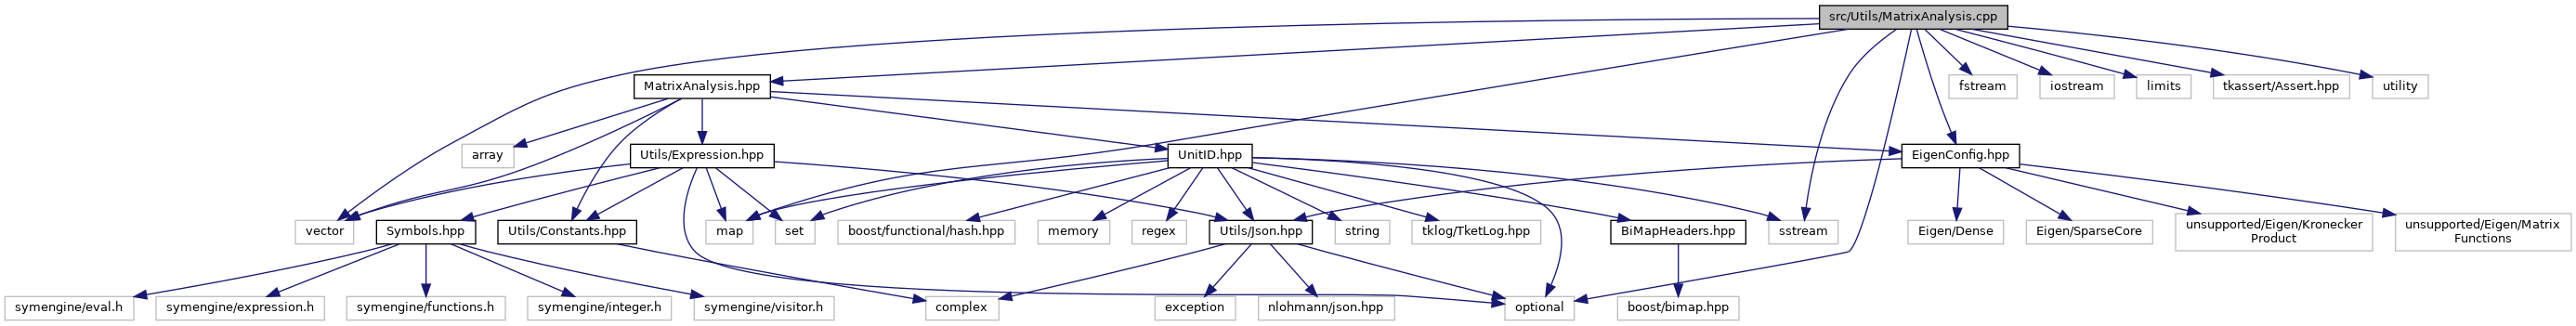 src/Utils/MatrixAnalysis.cpp
MatrixAnalysis.hpp
fstream
iostream
limits
tkassert/Assert.hpp
utility
array
Utils/Expression.hpp
UnitID.hpp
EigenConfig.hpp
vector
Symbols.hpp
Utils/Constants.hpp
map
set
boost/functional/hash.hpp
memory
regex
Utils/Json.hpp
string
tklog/TketLog.hpp
BiMapHeaders.hpp
sstream
Eigen/Dense
Eigen/SparseCore
unsupported/Eigen/Kronecker
Product
unsupported/Eigen/Matrix
Functions
symengine/eval.h
symengine/expression.h
symengine/functions.h
symengine/integer.h
symengine/visitor.h
complex
exception
nlohmann/json.hpp
optional
boost/bimap.hpp